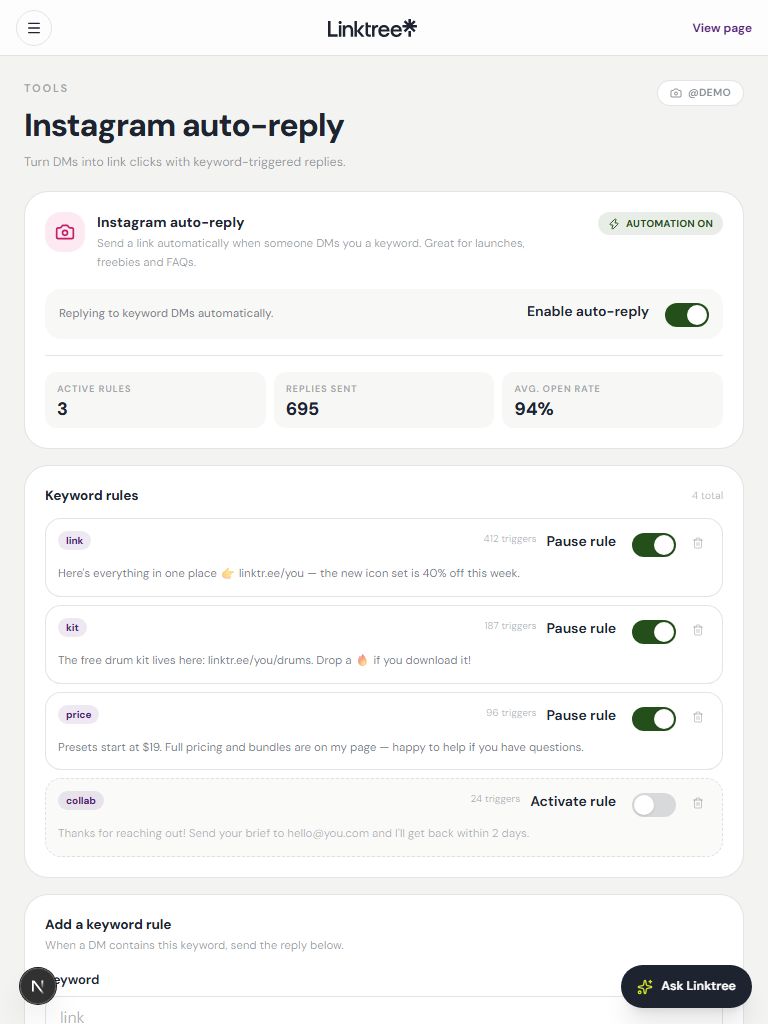 Linktree
View page
TOOLS
@DEMO
Instagram auto-reply
Turn DMs into link clicks with keyword-triggered replies.
Instagram auto-reply
AUTOMATION ON
Send a link automatically when someone DMs you a keyword. Great for launches,
freebies and FAQs.
Replying to keyword DMs automatically.
Enable auto-reply
ACTIVE RULES
3
REPLIES SENT
695
AVG. OPEN RATE
94%
Keyword rules
4 total
link
412 triggers
Pause rule
Here's everything in one place 👉 linktr.ee/you — the new icon set is 40% off this week.
kit
187 triggers
Pause rule
The free drum kit lives here: linktr.ee/you/drums. Drop a 🔥 if you download it!
price
96 triggers
Pause rule
Presets start at $19. Full pricing and bundles are on my page — happy to help if you have questions.
collab
24 triggers
Activate rule
Thanks for reaching out! Send your brief to hello@you.com and I'll get back within 2 days.
Add a keyword rule
When a DM contains this keyword, send the reply below.
eyword
N
Ask Linktree
link